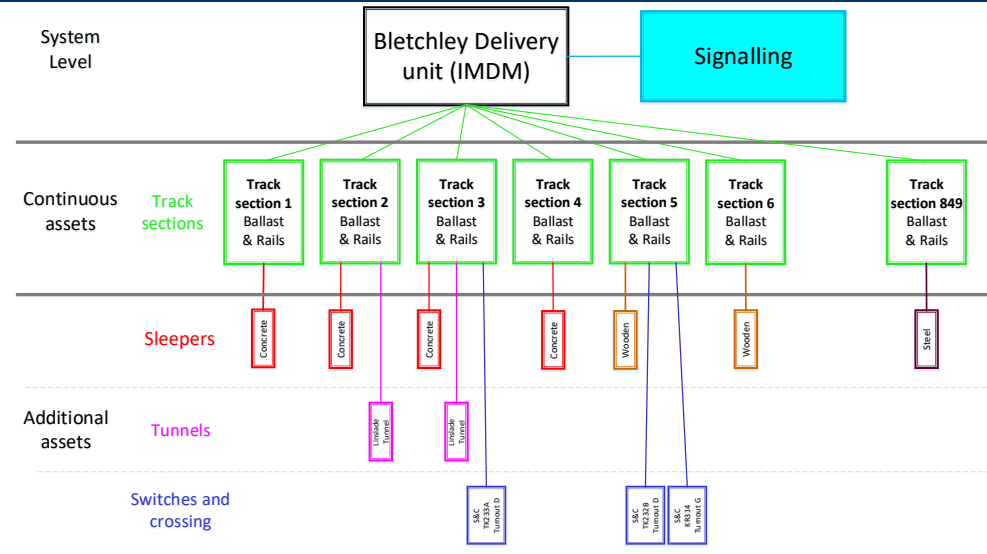 System
Level
Bletchley Delivery
unit (IMDM)
Signalling
Continuous
assets
Track
sections
Track
section 1
Ballast
& Rails
Track
section 2
Ballast
& Rails
Track
section 3
Ballast
& Rails
Track
section 4
Ballast
& Rails
Track
section 5
Ballast
& Rails
Track
section 6
Ballast
& Rails
Track
section 849
Ballast
& Rails
Sleepers
Concrete
Concrete
Concrete
Concrete
Wooden
Wooden
Steel
Additional
assets
Tunnels
Linslade
Tunnel
Linslade
Tunnel
Switches and
crossing
S&C
TK233A
Turnout D
S&C
TK232B
Turnout D
S&C
KR314
Turnout G